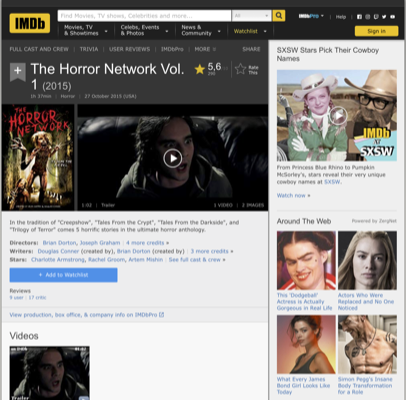 IMDb
Find Movies, TV shows, Celebrities and more...
All
IMDbPro
Help
Movies, TV
& Showtimes
Celebs, Events
& Photos
News &
Community
Watchlist
Sign in
FULL CAST AND CREW | TRIVIA | USER REVIEWS | IMDbPro | MORE
SHARE
The Horror Network Vol.
1 (2015)
5,6
Rate
This
1h 37min | Horror | 27 October 2015 (USA)
THE
HORROR
NETWORK
1:02 | Trailer
1 VIDEO | 2 IMAGES
In the tradition of "Creepshow", "Tales From the Crypt", "Tales From the Darkside", and
"Trilogy of Terror" comes 5 horrific stories in the ultimate horror anthology.
Directors: Brian Dorton, Joseph Graham | 4 more credits »
Writers: Douglas Conner (created by), Brian Dorton (created by) | 3 more credits »
Stars: Charlotte Armstrong, Rachel Groom, Artem Mishin | See full cast & crew »
+ Add to Watchlist
Reviews
9 user | 17 critic
View production, box office, & company info on IMDbPro
Videos
Trailer
SXSW Stars Pick Their Cowboy
Names
IMDb
AT
SXSW
From Princess Blue Rhino to Pumpkin
McSorley's, stars reveal their very unique
cowboy names at SXSW.
Watch now »
Around The Web
Powered by ZergNet
This 'Dodgeball'
Actress is Actually
Gorgeous in Real Life
Actors Who
Were Replaced
and No One
Noticed
What Every James
Bond Girl Looks Like
Today
Simon Pegg's Insane
Body Transformation
for a Role